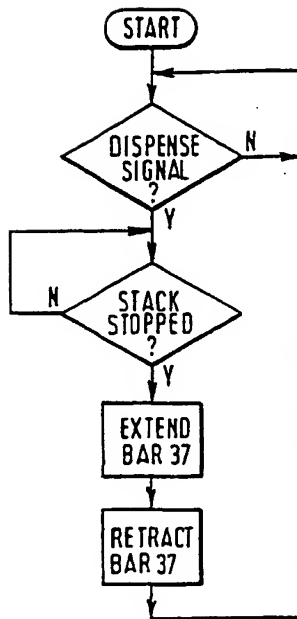 START
DISPENSE
SIGNAL
?
N
Y
N
STACK
STOPPED
?
Y
EXTEND
BAR 37
RETRACT
BAR 37